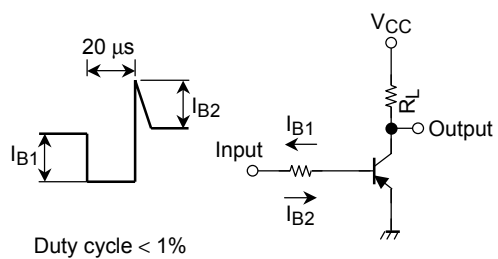 20 μs
IB1
IB2
Duty cycle < 1%
VCC
RL
Output
IB1
Input
IB2